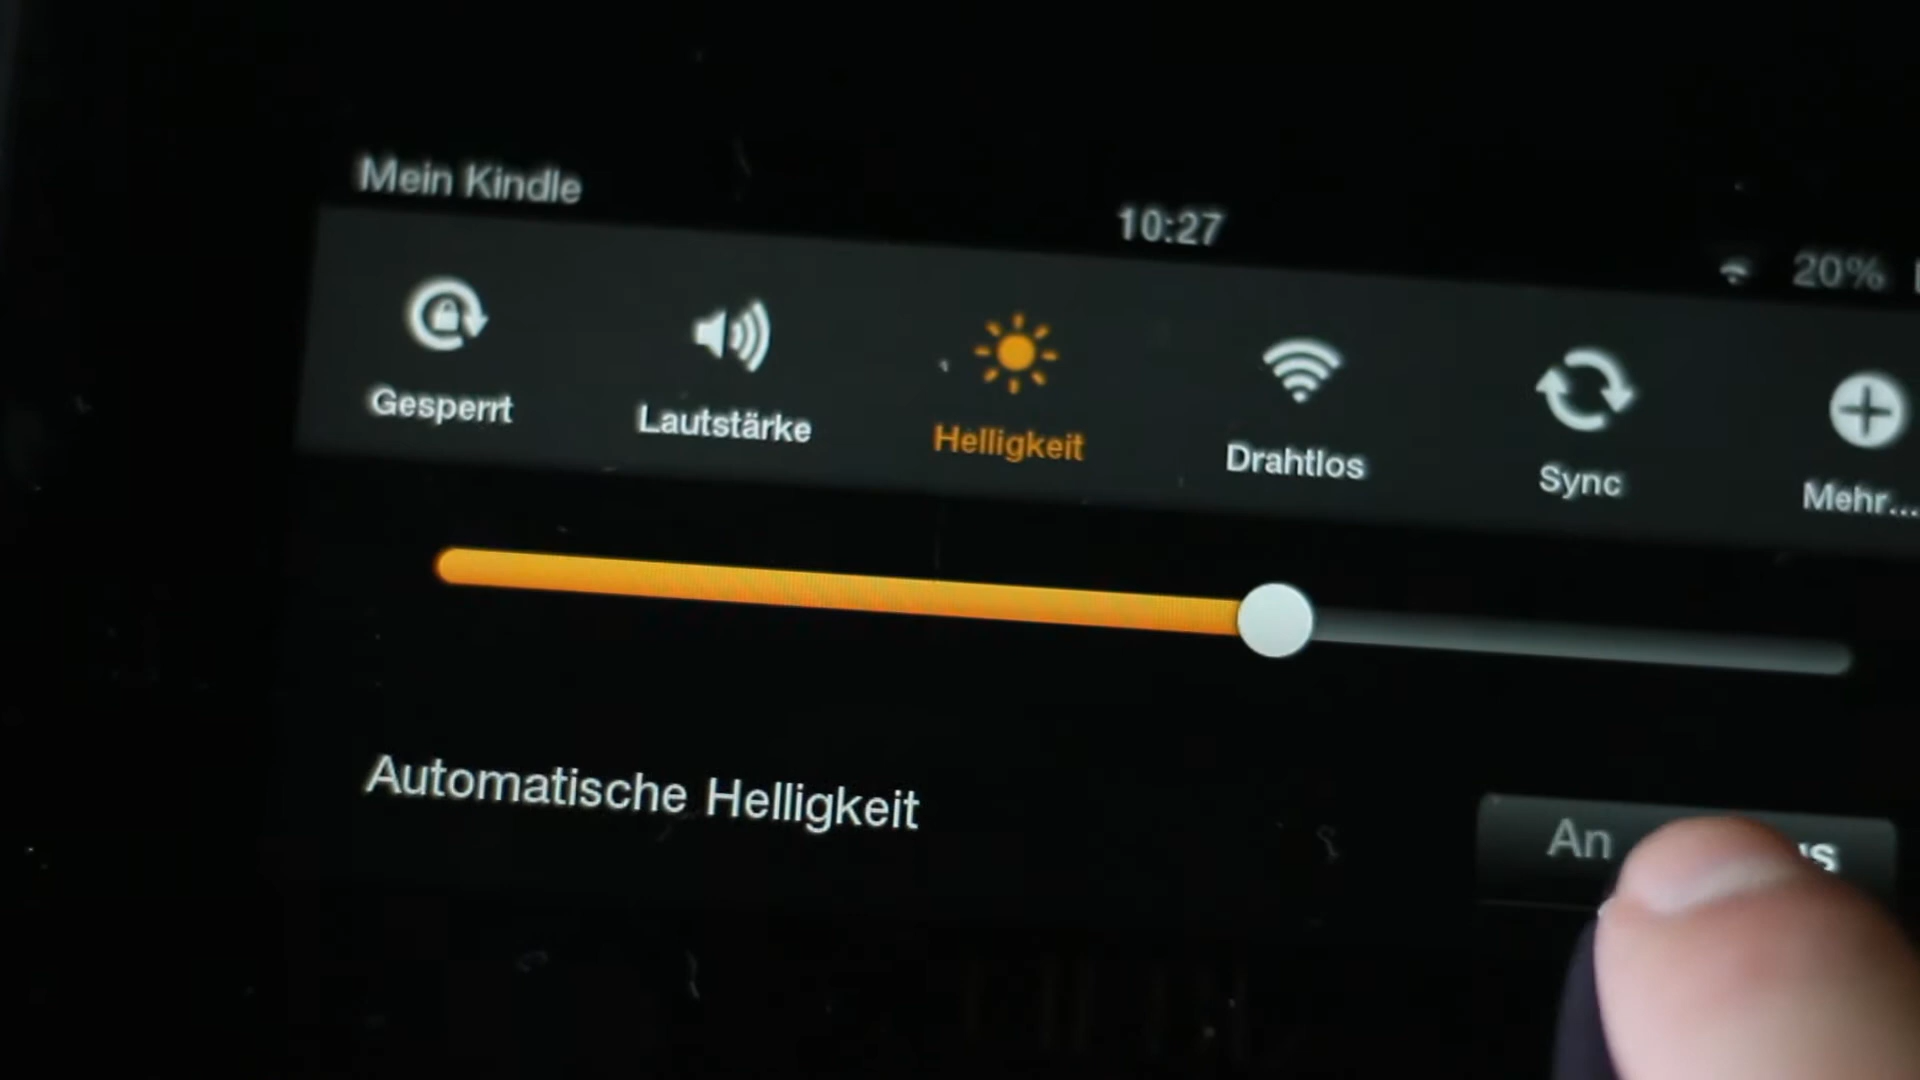 Mein Kindle
10:27
20%
Gesperrt
Lautstärke
Helligkeit
Drahtlos
Sync
Mehr...
Automatische Helligkeit
An